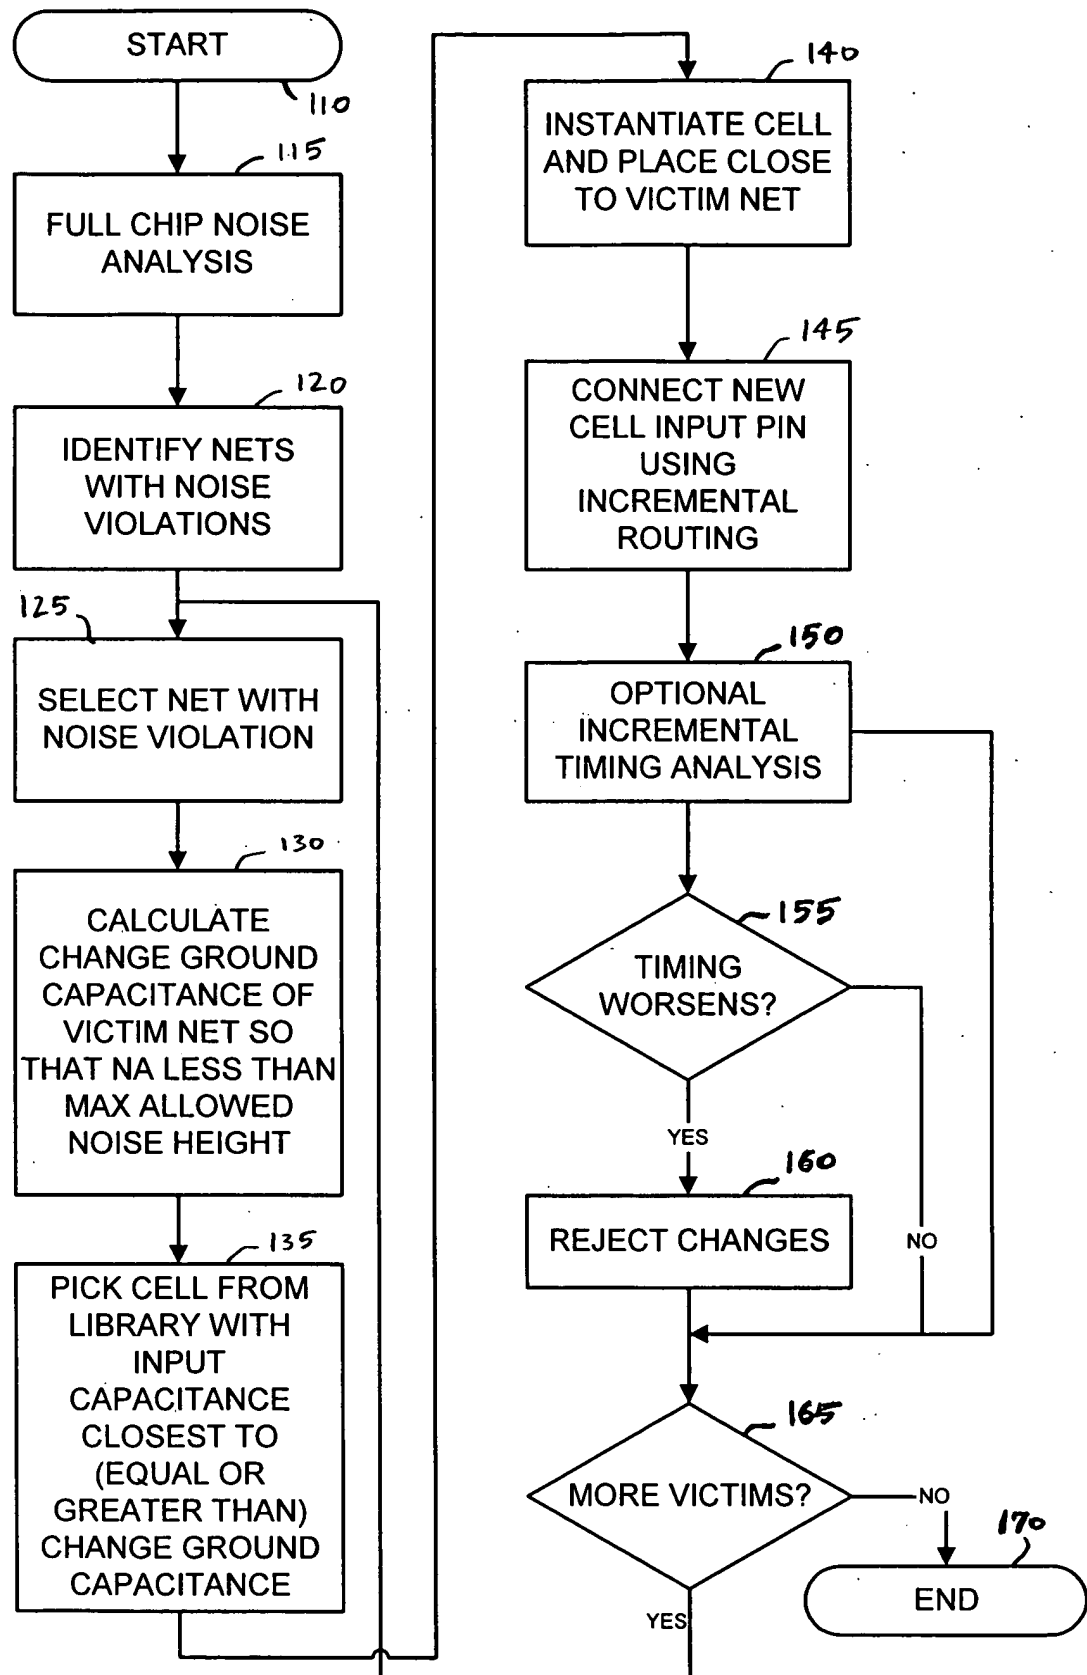 START
110
115
FULL CHIP NOISE
ANALYSIS
120
IDENTIFY NETS
WITH NOISE
VIOLATIONS
125
SELECT NET WITH
NOISE VIOLATION
130
CALCULATE
CHANGE GROUND
CAPACITANCE OF
VICTIM NET SO
THAT NA LESS THAN
MAX ALLOWED
NOISE HEIGHT
135
PICK CELL FROM
LIBRARY WITH
INPUT
CAPACITANCE
CLOSEST TO
(EQUAL OR
GREATER THAN)
CHANGE GROUND
CAPACITANCE
140
INSTANTIATE CELL
AND PLACE CLOSE
TO VICTIM NET
145
CONNECT NEW
CELL INPUT PIN
USING
INCREMENTAL
ROUTING
150
OPTIONAL
INCREMENTAL
TIMING ANALYSIS
155
TIMING
WORSENS?
YES
NO
160
REJECT CHANGES
165
MORE VICTIMS?
NO
YES
170
END